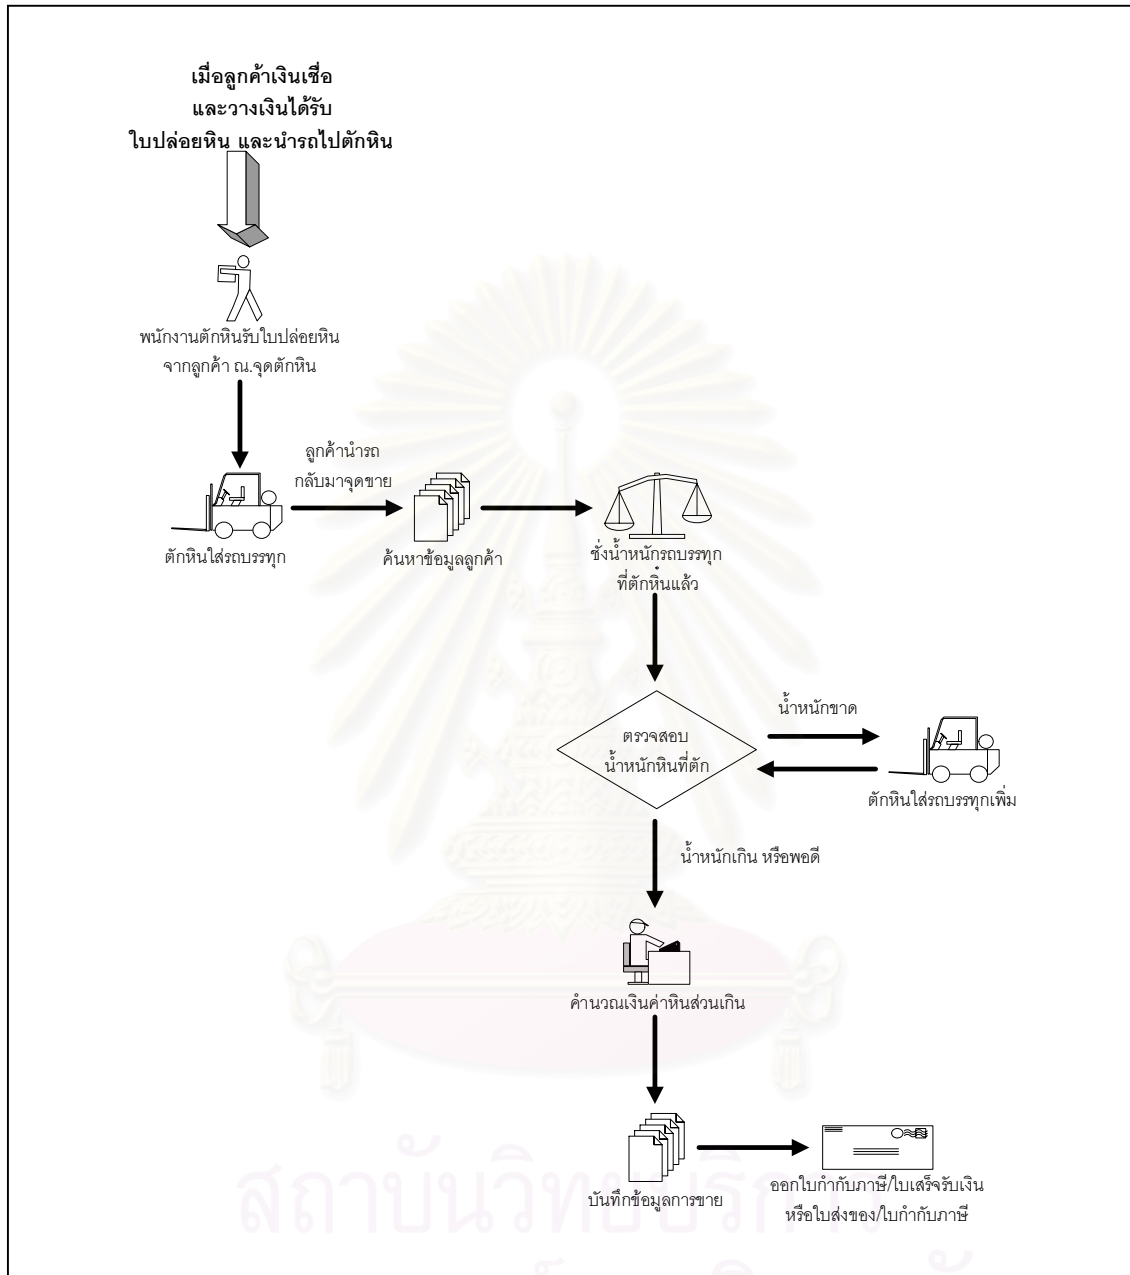 เมื่อลูกค้าเงินเชื่อ
และวางเงินได้รับ
ใบปล่อยหิน และนำรถไปตักหิน
พนักงานตักหินรับใบปล่อยหิน
จากลูกค้า ณ.จุดตักหิน
ลูกค้านำรถ
กลับมาจุดขาย
ตักหินใส่รถบรรทุก
ค้นหาข้อมูลลูกค้า
ชั่งน้ำหนักรถบรรทุก
ที่ตักหินแล้ว
น้ำหนักขาด
ตรวจสอบ
น้ำหนักหินที่ตัก
ตักหินใส่รถบรรทุกเพิ่ม
น้ำหนักเกิน หรือพอดี
คำนวณเงินค่าหินส่วนเกิน
บันทึกข้อมูลการขาย
ออกใบกำกับภาษี/ใบเสร็จรับเงิน
หรือใบส่งของ/ใบกำกับภาษี
สถาบันวิทยบริการ